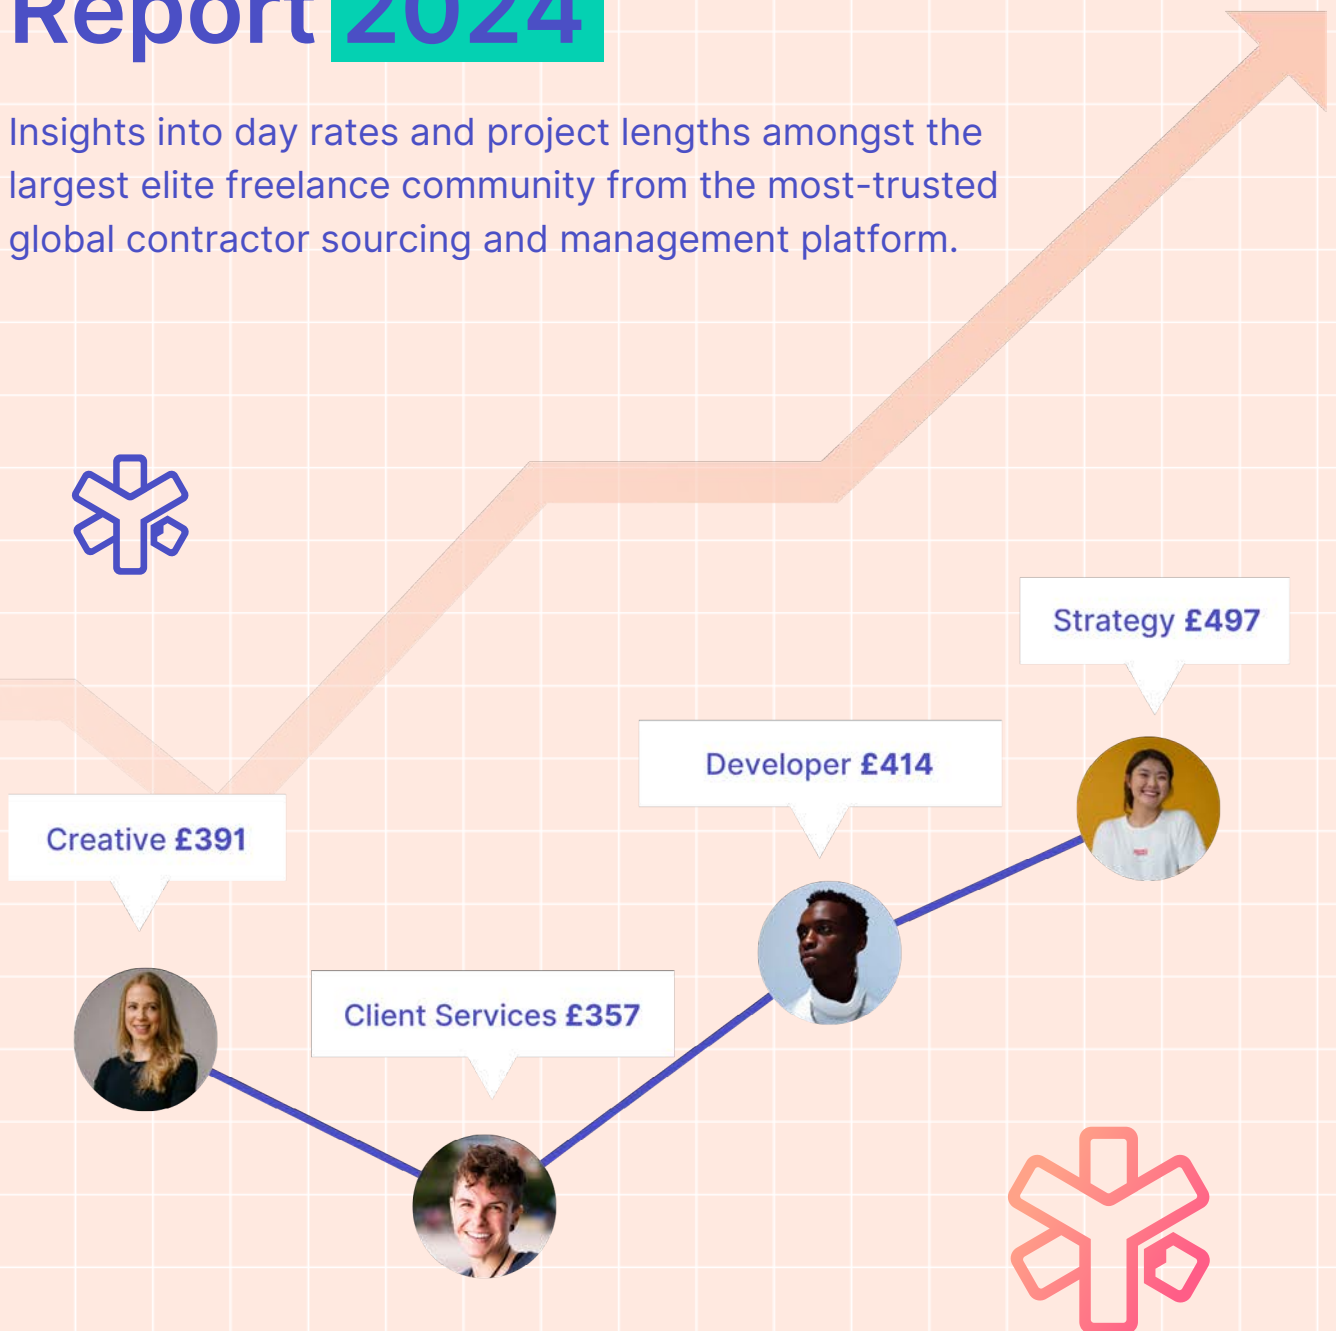 Report 2024
Insights into day rates and project lengths amongst the
largest elite freelance community from the most-trusted
global contractor sourcing and management platform.
Strategy £497
Developer £414
Creative £391
Client Services £357